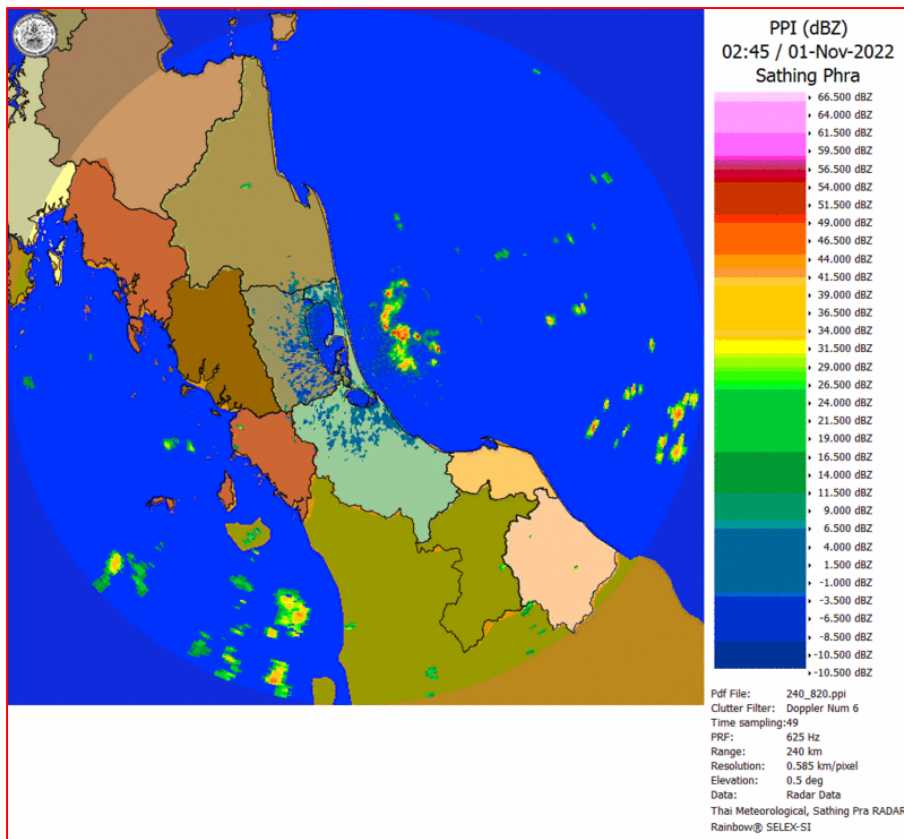 PPI (dBZ)
02:45 / 01-Nov-2022
Sathing Phra
66.500 dBZ
64.000 dBZ
61.500 dBZ
59.500 dBZ
56.500 dBZ
54.000 dBZ
51.500 dBZ
49.000 dBZ
46.500 dBZ
44.000 dBZ
41.500 dBZ
39.000 dBZ
36.500 dBZ
34.000 dBZ
31.500 dBZ
29.000 dBZ
26.500 dBZ
24.000 dBZ
21.500 dBZ
19.000 dBZ
16.500 dBZ
14.000 dBZ
11.500 dBZ
9.000 dBZ
6.500 dBZ
4.000 dBZ
1.500 dBZ
-1.000 dBZ
-3.500 dBZ
-6.500 dBZ
-8.500 dBZ
-10.500 dBZ
-10.500 dBZ
Pdf File: 240_820.ppi
Clutter Filter: Doppler Num 6
Time sampling:49
PRF: 625 Hz
Range: 240 km
Resolution: 0.585 km/pixel
Elevation: 0.5 deg
Data: Radar Data
Thai Meteorological, Sathing Pra RADAR
Rainbow® SELEX-SI